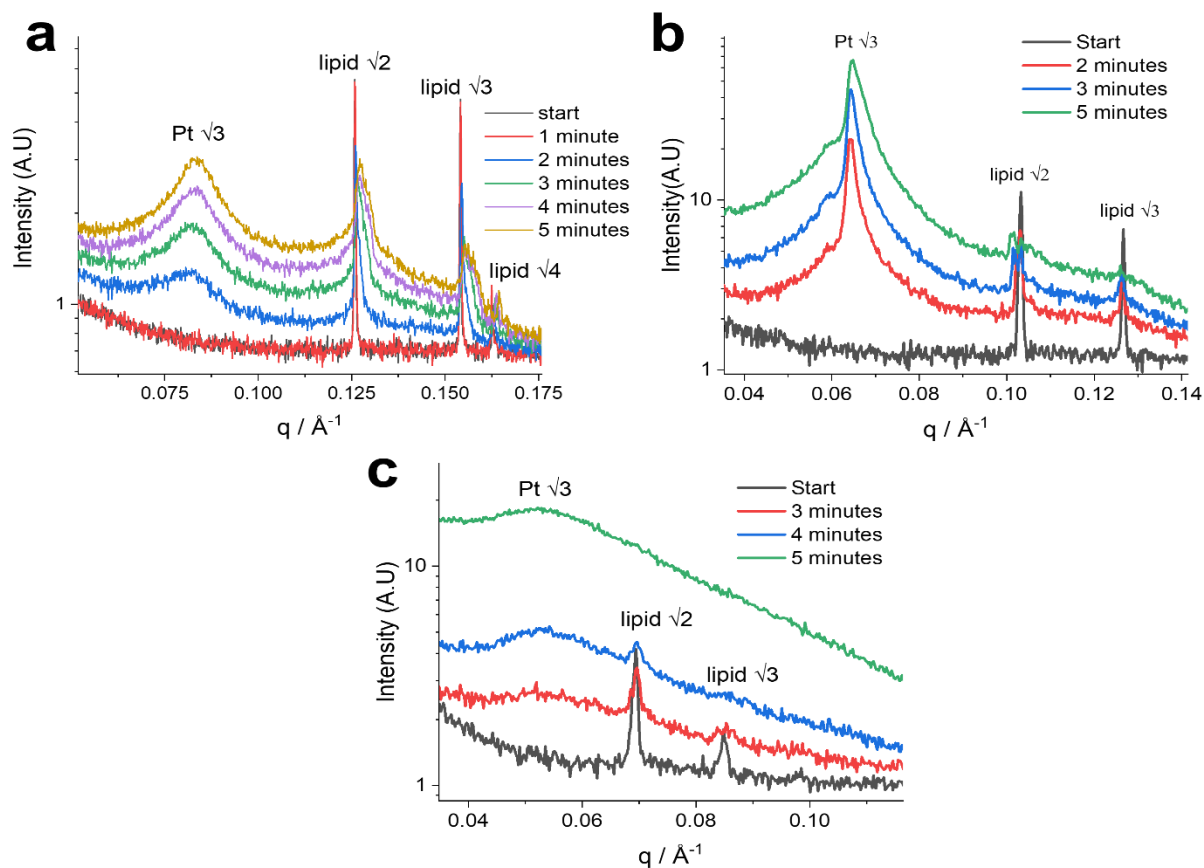 a
Intensity (A.U)
1
Pt √3
lipid √2
lipid √3
lipid √4
start
1 minute
2 minutes
3 minutes
4 minutes
5 minutes
0.075 0.100 0.125 0.150 0.175
q / Å-1
b
Intensity(A.U)
10
1
Pt √3
lipid √2
lipid √3
Start
2 minutes
3 minutes
5 minutes
0.04 0.06 0.08 0.10 0.12 0.14
q / Å-1
c
Intensity (A.U)
10
1
Pt √3
lipid √2
lipid √3
Start
3 minutes
4 minutes
5 minutes
0.04 0.06 0.08 0.10
q / Å-1